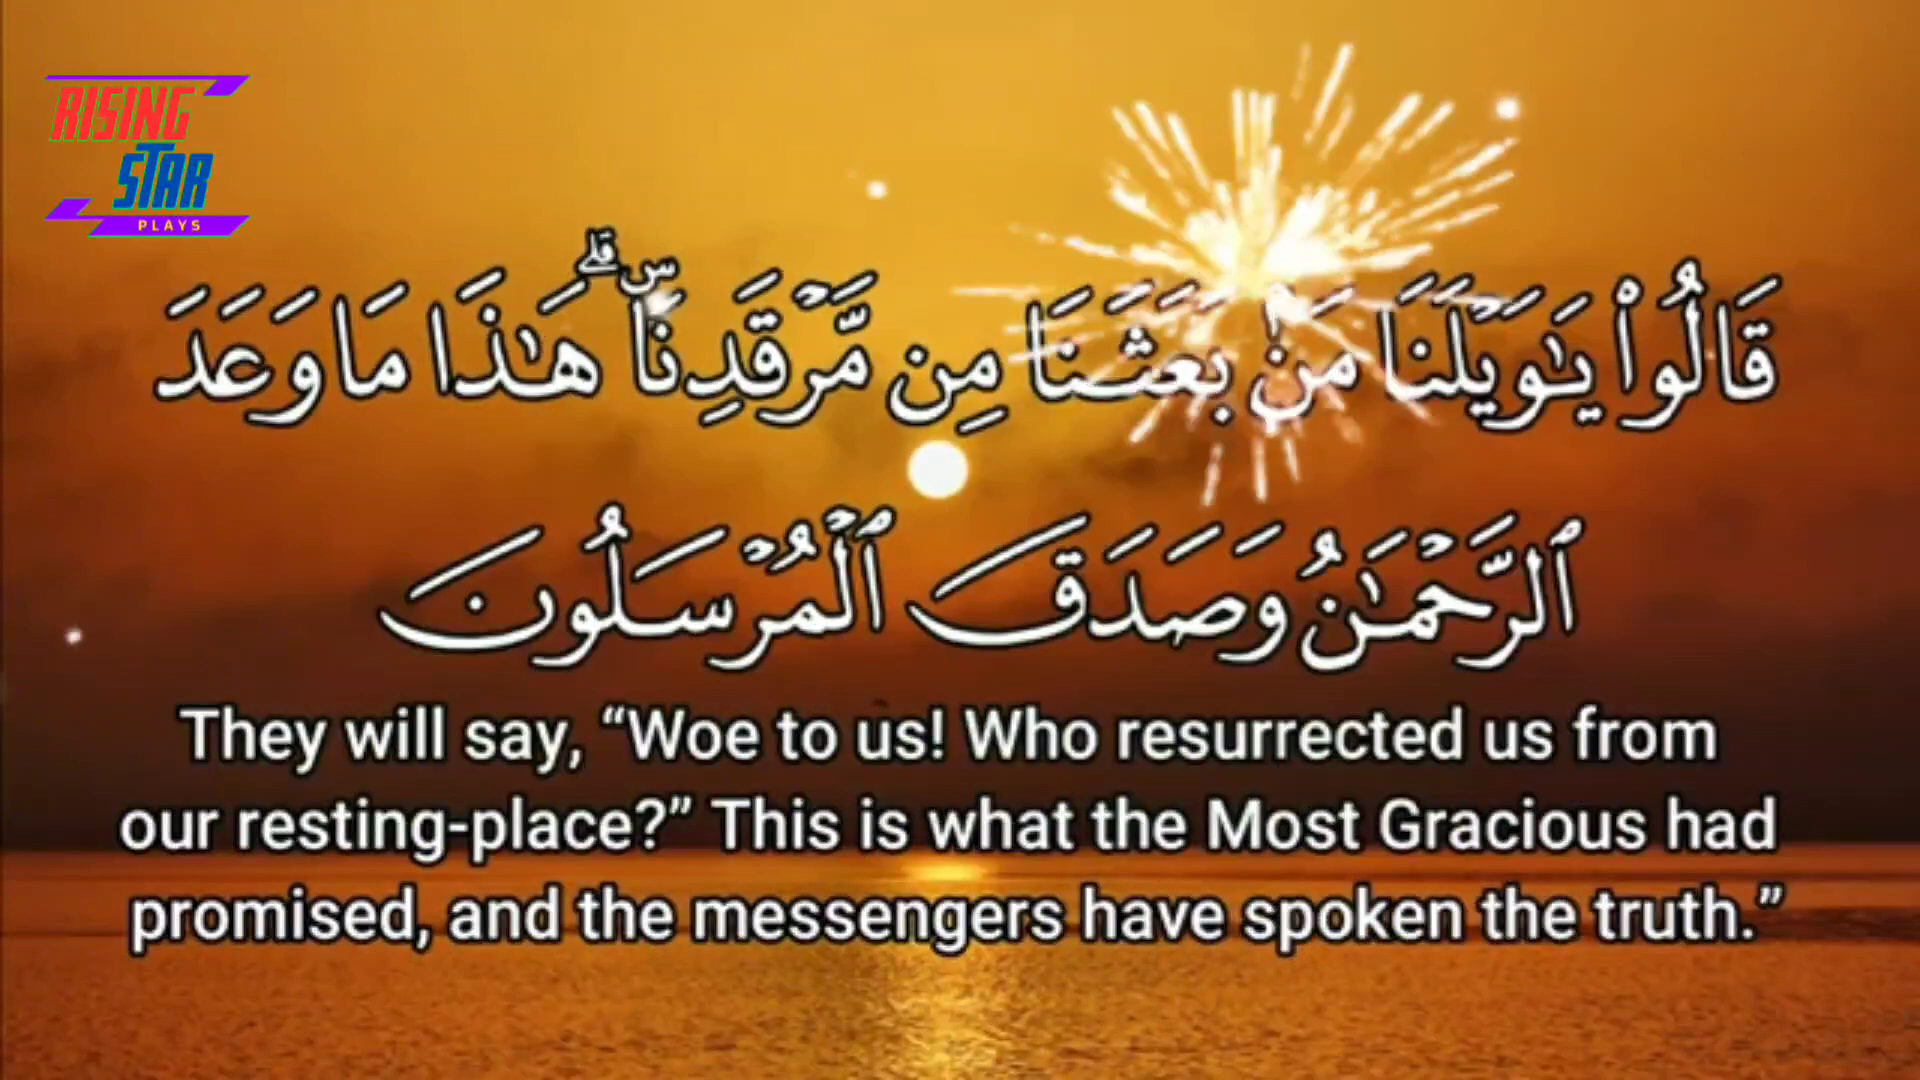 RISING
STAR
PLAYS
قَالُوا۟ يَـٰوَيْلَنَا مَنۢ بَعَثَنَا مِن مَّرْقَدِنَا ۜ ۗ هَـٰذَا مَا وَعَدَ
ٱلرَّحْمَـٰنُ وَصَدَقَ ٱلْمُرْسَلُونَ
They will say, “Woe to us! Who resurrected us from
our resting-place?” This is what the Most Gracious had
promised, and the messengers have spoken the truth.”